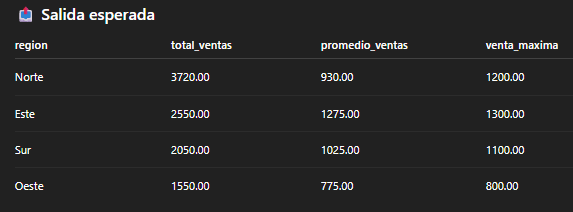 Salida esperada
region total_ventas promedio_ventas venta_maxima
Norte 3720.00 930.00 1200.00
Este 2550.00 1275.00 1300.00
Sur 2050.00 1025.00 1100.00
Oeste 1550.00 775.00 800.00